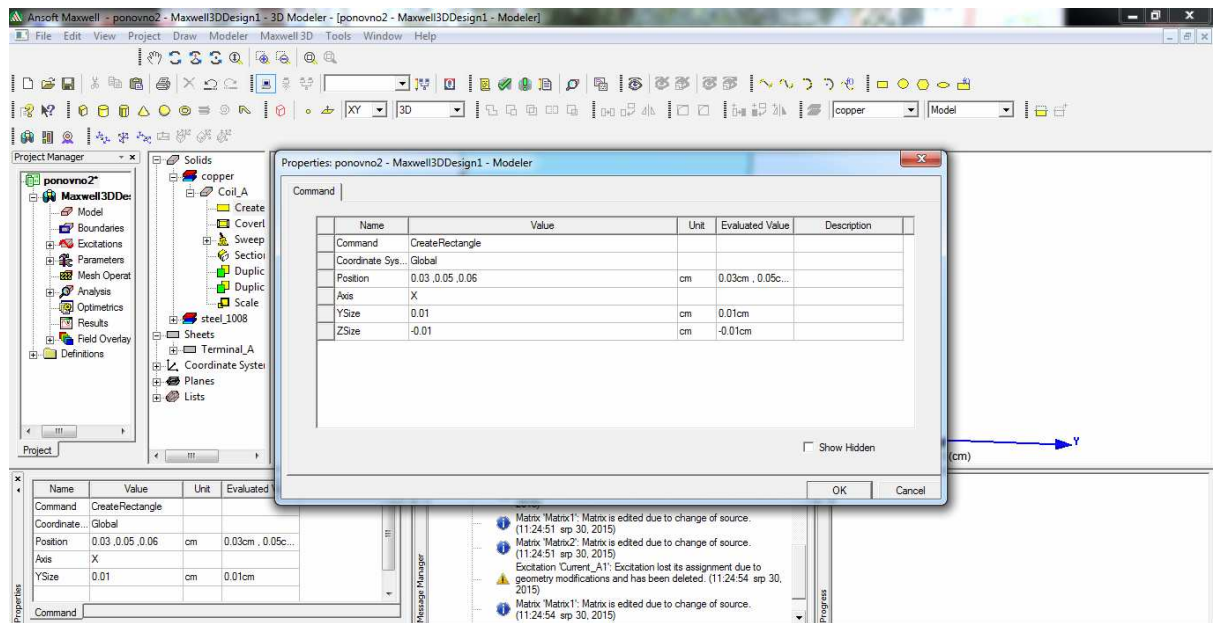 Ansoft Maxwell - ponovno2 - Maxwell3DDesign1 - 3D Modeler - [ponovno2 - Maxwell3DDesign1 - Modeler]
File Edit View Project Draw Modeler Maxwell 3D Tools Window Help
XY 3D copper Model
Project Manager
ponovno2*
Maxwell3DDe:
Model
Boundaries
Excitations
Parameters
Mesh Operat
Analysis
Optimetrics
Results
Field Overlay
Definitions
Project
Solids
copper
Coil_A
Create
Coverl
Sweep
Section
Duplic
Duplic
Scale
steel_1008
Sheets
Terminal_A
Coordinate Syste
Planes
Lists
Properties: ponovno2 - Maxwell3DDesign1 - Modeler
Command
Name Value Unit Evaluated Value Description
Command CreateRectangle
Coordinate Sys... Global
Position 0.03 ,0.05 ,0.06 cm 0.03cm , 0.05c...
Axis X
YSize 0.01 cm 0.01cm
ZSize -0.01 cm -0.01cm
Show Hidden
OK Cancel
Y
(cm)
Name Value Unit Evaluated
Command CreateRectangle
Coordinate... Global
Position 0.03 ,0.05 ,0.06 cm 0.03cm , 0.05c...
Axis X
YSize 0.01 cm 0.01cm
Command
Properties
2015)
Matrix 'Matrix1': Matrix is edited due to change of source.
(11:24:51 srp 30, 2015)
Matrix 'Matrix2': Matrix is edited due to change of source.
(11:24:51 srp 30, 2015)
Excitation 'Current_A1': Excitation lost its assignment due to
geometry modifications and has been deleted. (11:24:54 srp 30,
2015)
Matrix 'Matrix1': Matrix is edited due to change of source.
(11:24:54 srp 30, 2015)
Message Manager
Progress